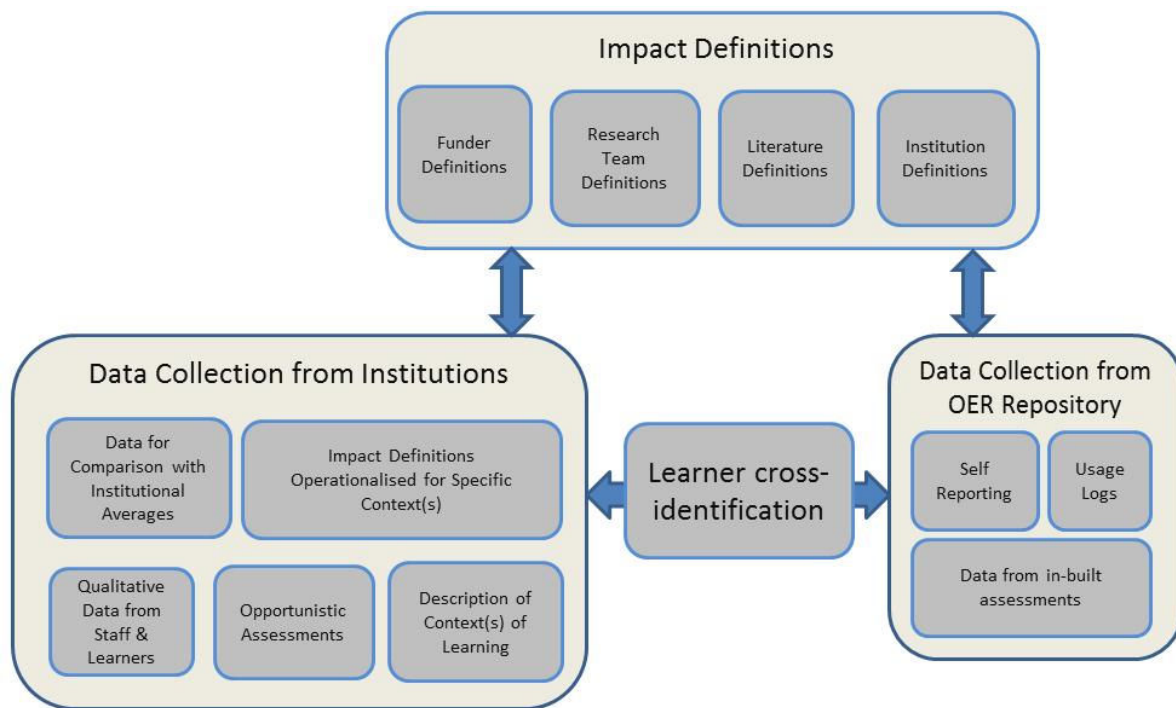 Impact Definitions
Funder
Definitions
Research
Team
Definitions
Literature
Definitions
Institution
Definitions
Data Collection from Institutions
Data for
Comparison with
Institutional
Averages
Impact Definitions
Operationalised for Specific
Context(s)
Qualitative
Data from
Staff &
Learners
Opportunistic
Assessments
Description of
Context(s) of
Learning
Learner cross-
identification
Data Collection from
OER Repository
Self
Reporting
Usage
Logs
Data from in-built
assessments